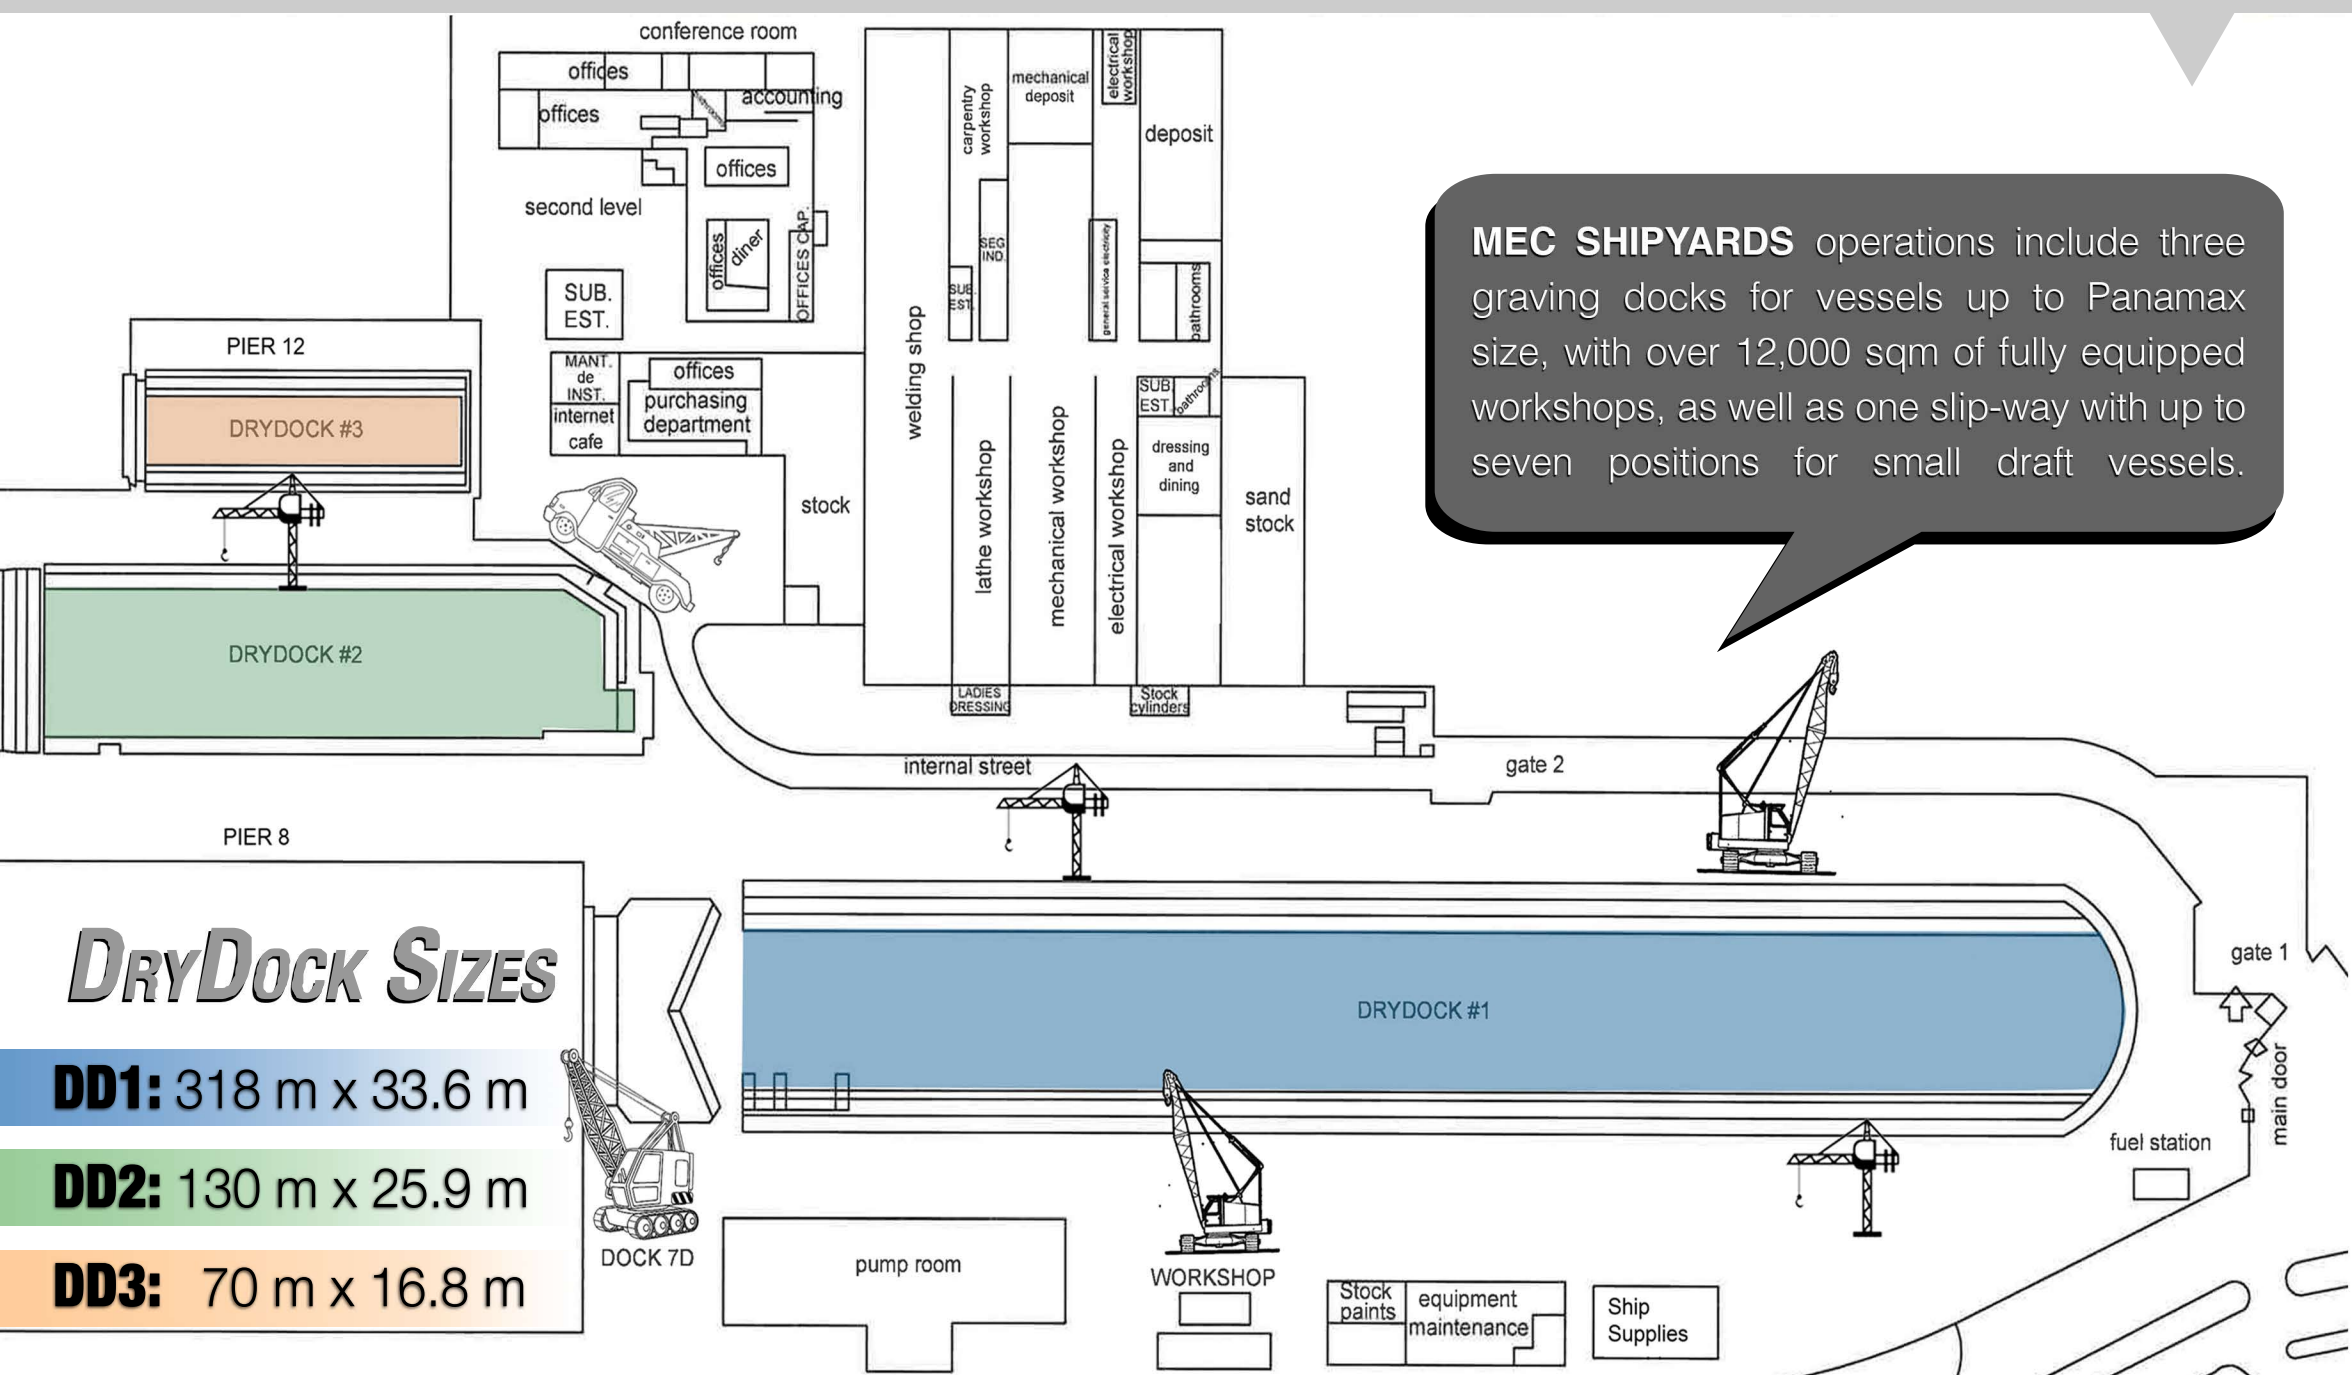 conference room
offices
accounting
bathrooms
offices
offices
second level
offices
diner
OFFICES CAP.
SUB.
EST.
MANT.
de
INST.
internet
cafe
offices
purchasing
department
stock
welding shop
carpentry
workshop
mechanical
deposit
electrical
workshop
deposit
SEG
IND.
SUB.
EST.
general service electricity
bathrooms
SUB.
EST.
bathrooms
dressing
and
dining
sand
stock
lathe workshop
mechanical workshop
electrical workshop
LADIES
DRESSING
Stock
cylinders
MEC SHIPYARDS operations include three
graving docks for vessels up to Panamax
size, with over 12,000 sqm of fully equipped
workshops, as well as one slip-way with up to
seven positions for small draft vessels.
PIER 12
DRYDOCK #3
DRYDOCK #2
internal street
gate 2
PIER 8
DRYDOCK #1
gate 1
main door
fuel station
DRYDOCK SIZES
DD1: 318 m x 33.6 m
DD2: 130 m x 25.9 m
DD3: 70 m x 16.8 m
DOCK 7D
pump room
WORKSHOP
Stock
paints
equipment
maintenance
Ship
Supplies